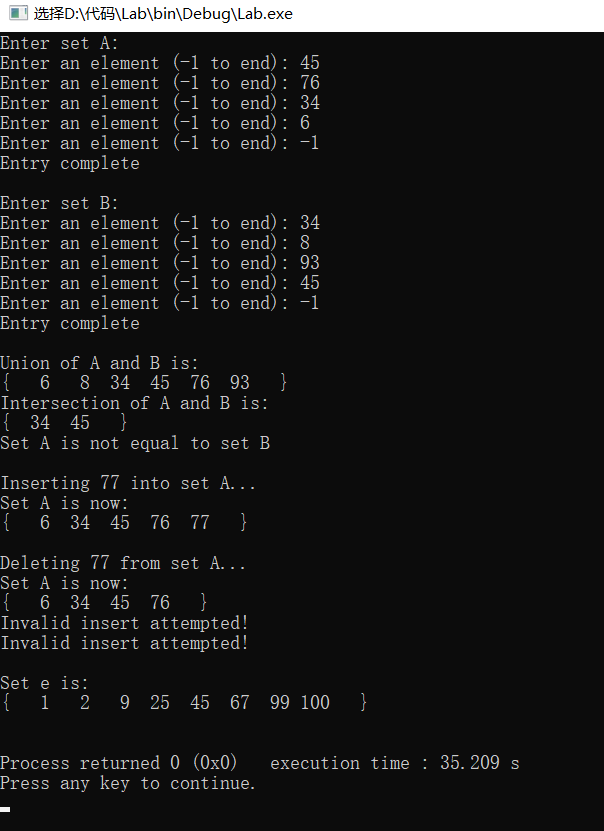 选择D:\代码\Lab\bin\Debug\Lab.exe
Enter set A:
Enter an element (-1 to end): 45
Enter an element (-1 to end): 76
Enter an element (-1 to end): 34
Enter an element (-1 to end): 6
Enter an element (-1 to end): -1
Entry complete
Enter set B:
Enter an element (-1 to end): 34
Enter an element (-1 to end): 8
Enter an element (-1 to end): 93
Enter an element (-1 to end): 45
Enter an element (-1 to end): -1
Entry complete
Union of A and B is:
{   6   8  34  45  76  93   }
Intersection of A and B is:
{  34  45   }
Set A is not equal to set B
Inserting 77 into set A...
Set A is now:
{   6  34  45  76  77   }
Deleting 77 from set A...
Set A is now:
{   6  34  45  76   }
Invalid insert attempted!
Invalid insert attempted!
Set e is:
{   1   2   9  25  45  67  99 100   }
Process returned 0 (0x0)   execution time : 35.209 s
Press any key to continue.